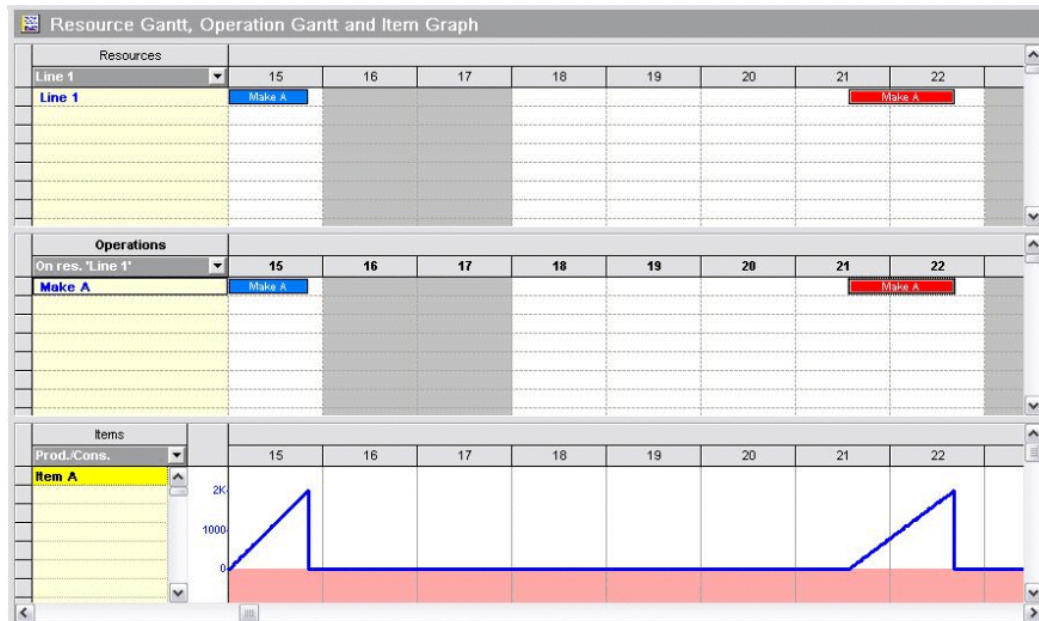 Resource Gantt, Operation Gantt and Item Graph
Resources
Line 1 15 16 17 18 19 20 21 22
Line 1 Make A Make A
Operations
On res. 'Line 1' 15 16 17 18 19 20 21 22
Make A Make A Make A
Items
Prod./Cons. 15 16 17 18 19 20 21 22
Item A
2K
1000
0